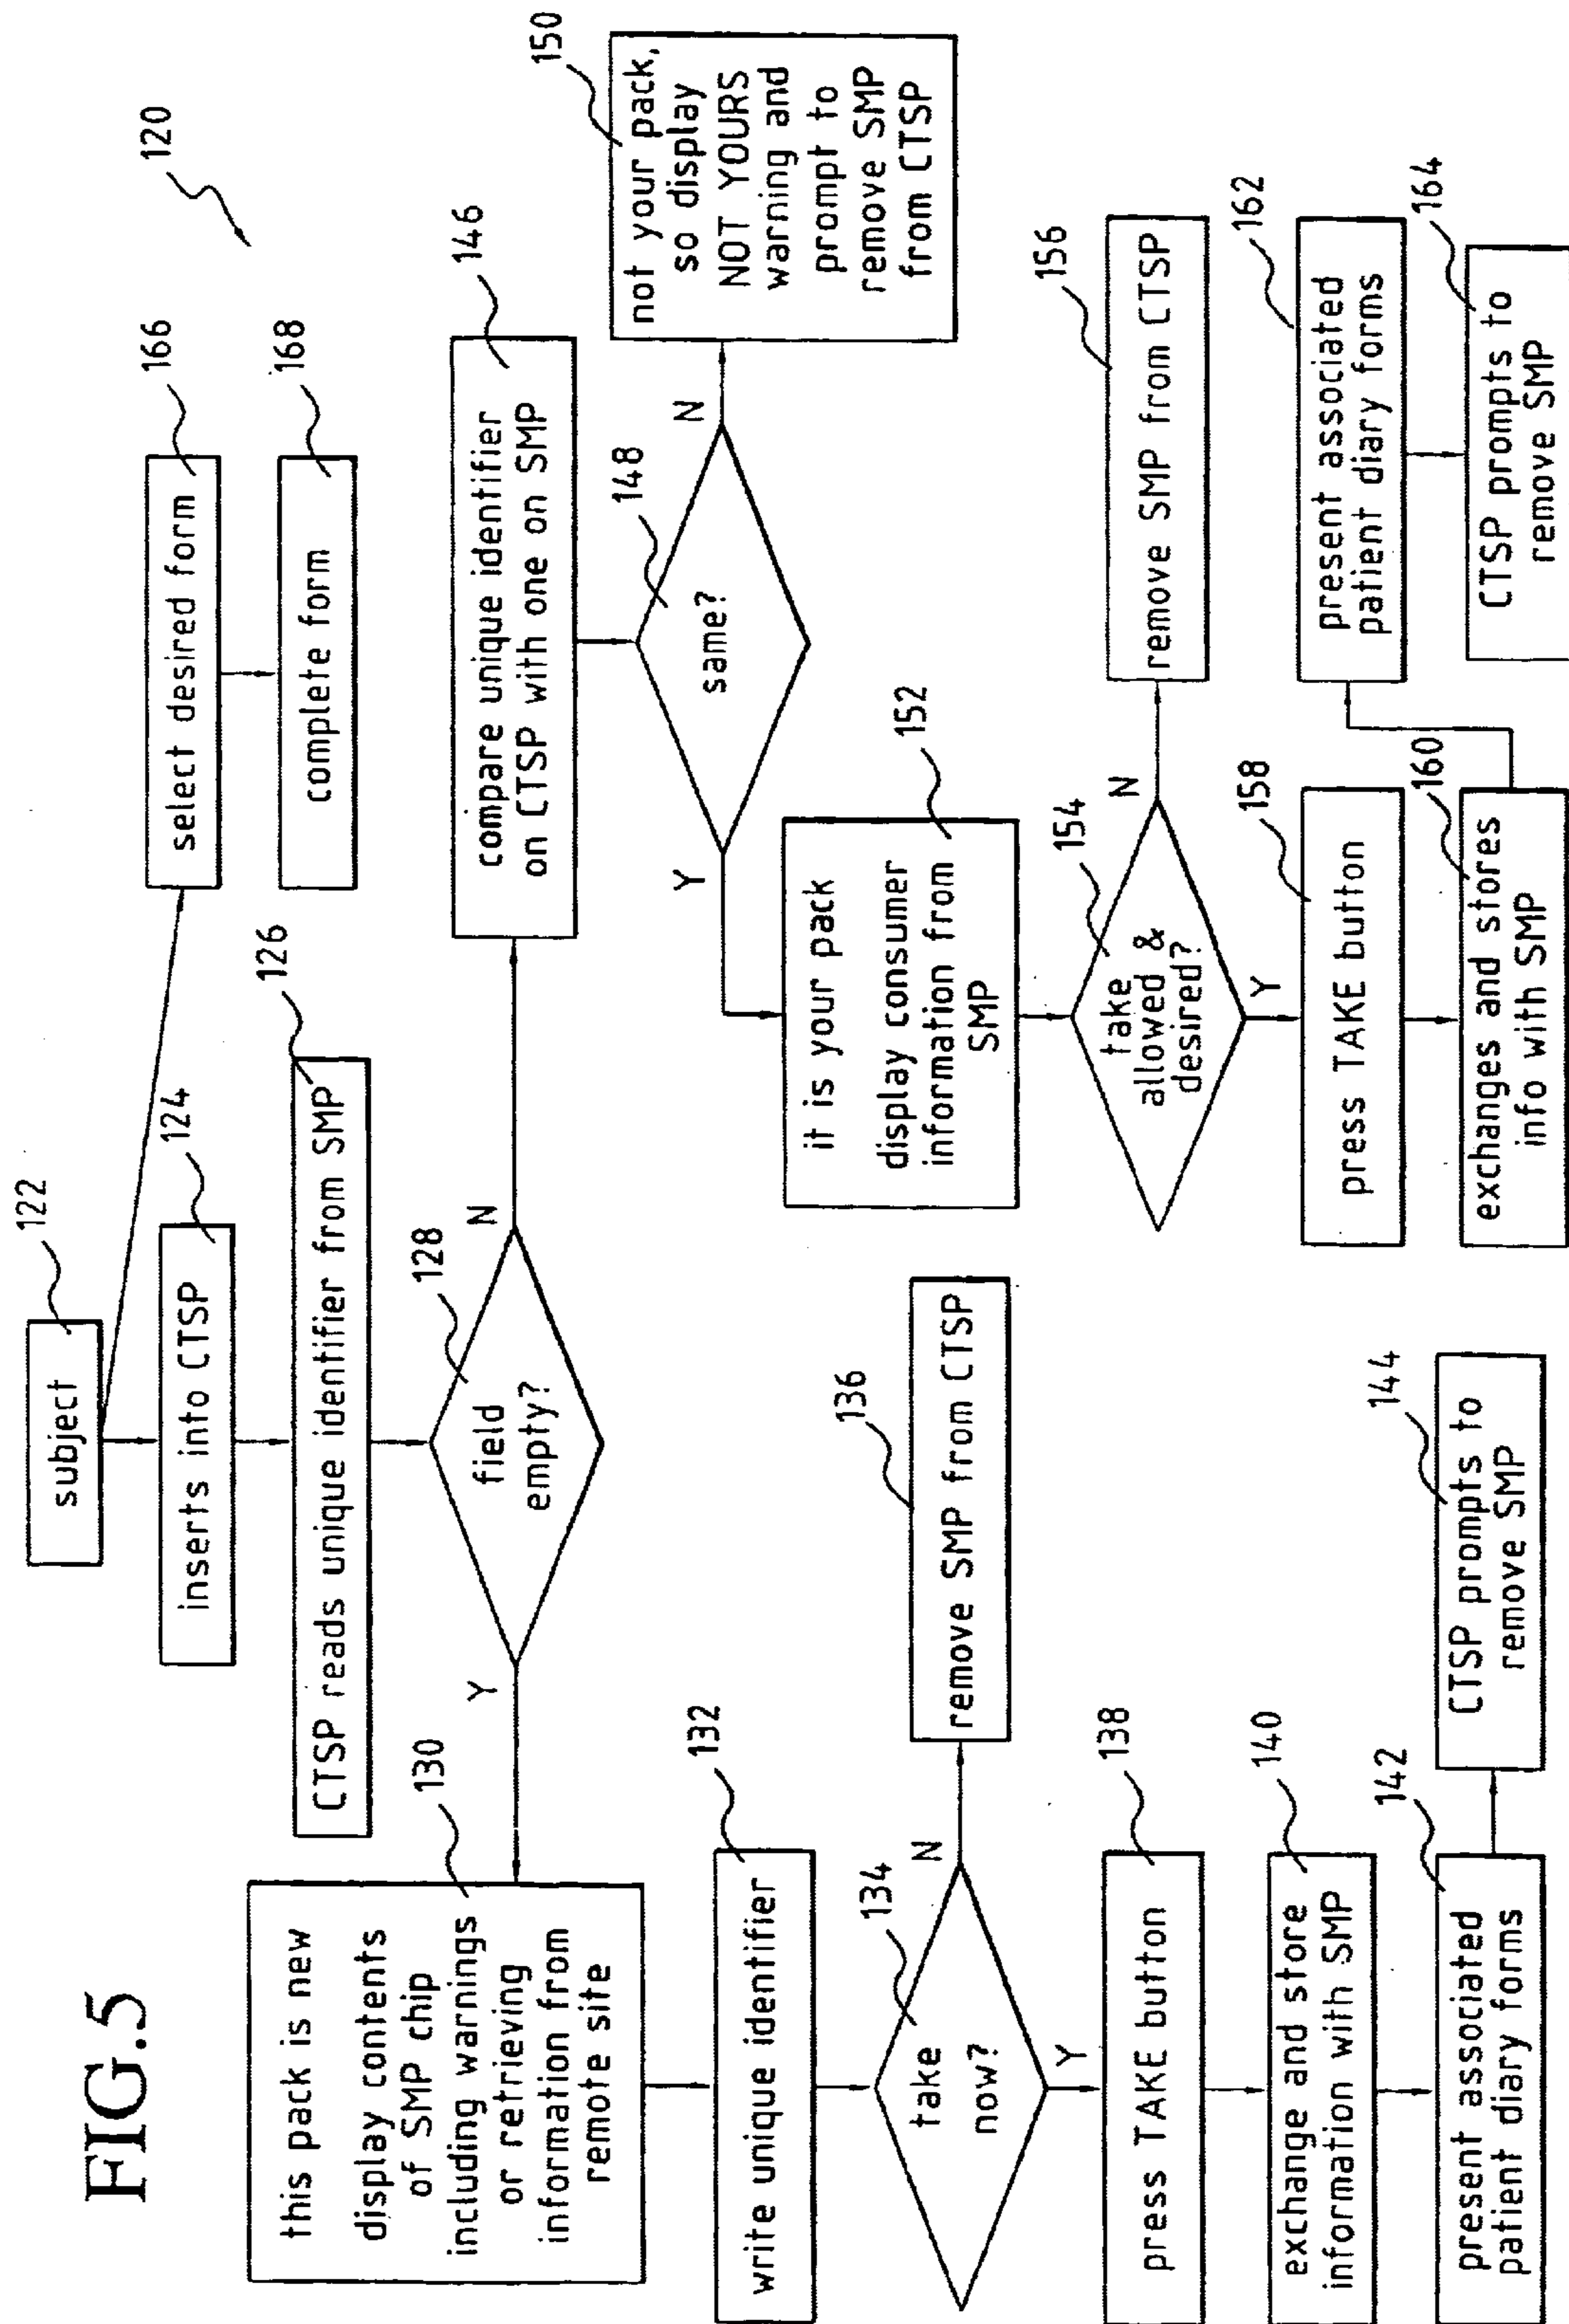 FIG.5
120
122
subject
124
inserts into CTSP
126
CTSP reads unique identifier from SMP
128
field
empty?
Y
N
130
this pack is new
display contents
of SMP chip
including warnings
or retrieving
information from
remote site
132
write unique identifier
134
take
now?
N
Y
136
remove SMP from CTSP
138
press TAKE button
140
exchange and store
information with SMP
142
present associated
patient diary forms
144
CTSP prompts to
remove SMP
166
select desired form
168
complete form
146
compare unique identifier
on CTSP with one on SMP
148
same?
Y
N
150
not your pack,
so display
NOT YOURS
warning and
prompt to
remove SMP
from CTSP
152
it is your pack
display consumer
information from
SMP
154
take
allowed &
desired?
N
Y
156
remove SMP from CTSP
158
press TAKE button
160
exchanges and stores
info with SMP
162
present associated
patient diary forms
164
CTSP prompts to
remove SMP